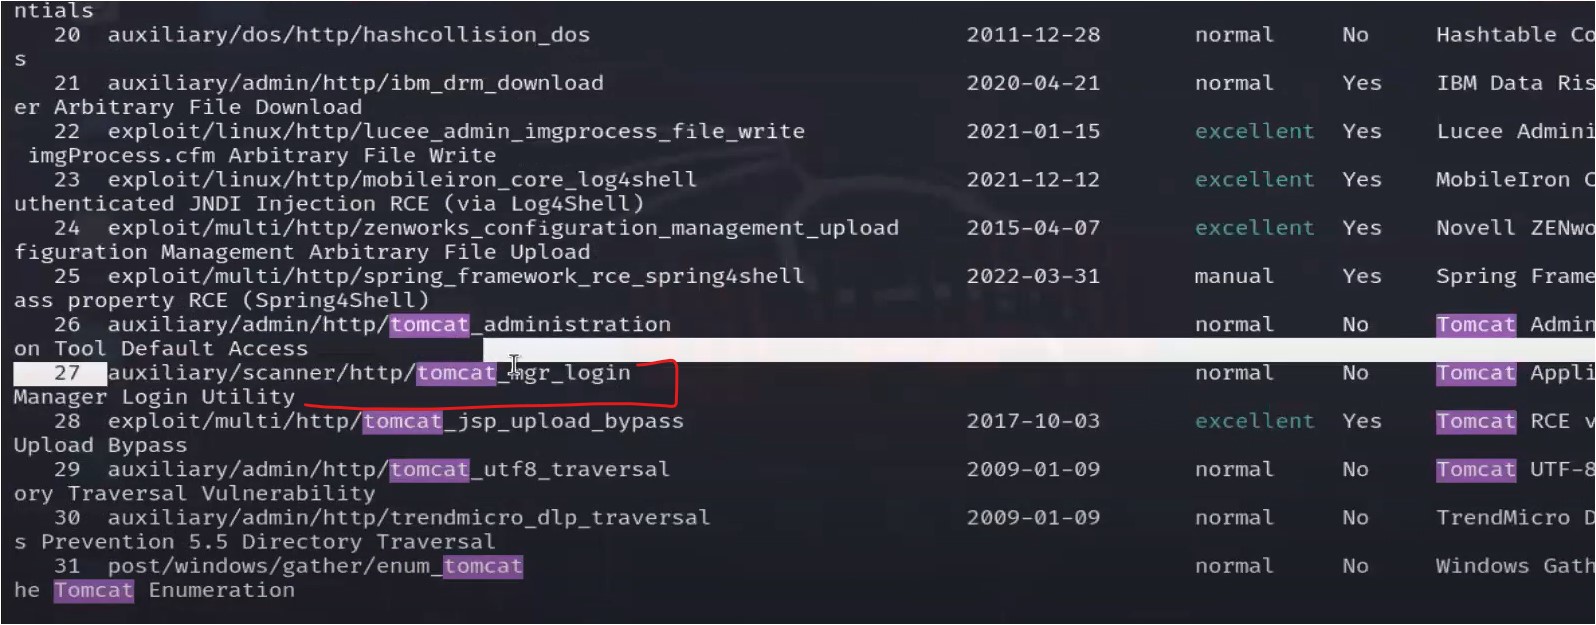 ntials
20 auxiliary/dos/http/hashcollision_dos 2011-12-28 normal No Hashtable Co
s
21 auxiliary/admin/http/ibm_drm_download 2020-04-21 normal Yes IBM Data Ris
er Arbitrary File Download
22 exploit/linux/http/lucee_admin_imgprocess_file_write 2021-01-15 excellent Yes Lucee Admini
imgProcess.cfm Arbitrary File Write
23 exploit/linux/http/mobileiron_core_log4shell 2021-12-12 excellent Yes MobileIron C
uthenticated JNDI Injection RCE (via Log4Shell)
24 exploit/multi/http/zenworks_configuration_management_upload 2015-04-07 excellent Yes Novell ZENwo
figuration Management Arbitrary File Upload
25 exploit/multi/http/spring_framework_rce_spring4shell 2022-03-31 manual Yes Spring Frame
ass property RCE (Spring4Shell)
26 auxiliary/admin/http/tomcat_administration normal No Tomcat Admin
on Tool Default Access
27 auxiliary/scanner/http/tomcat_mgr_login normal No Tomcat Appli
Manager Login Utility
28 exploit/multi/http/tomcat_jsp_upload_bypass 2017-10-03 excellent Yes Tomcat RCE v
Upload Bypass
29 auxiliary/admin/http/tomcat_utf8_traversal 2009-01-09 normal No Tomcat UTF-8
ory Traversal Vulnerability
30 auxiliary/admin/http/trendmicro_dlp_traversal 2009-01-09 normal No TrendMicro D
s Prevention 5.5 Directory Traversal
31 post/windows/gather/enum_tomcat normal No Windows Gath
he Tomcat Enumeration